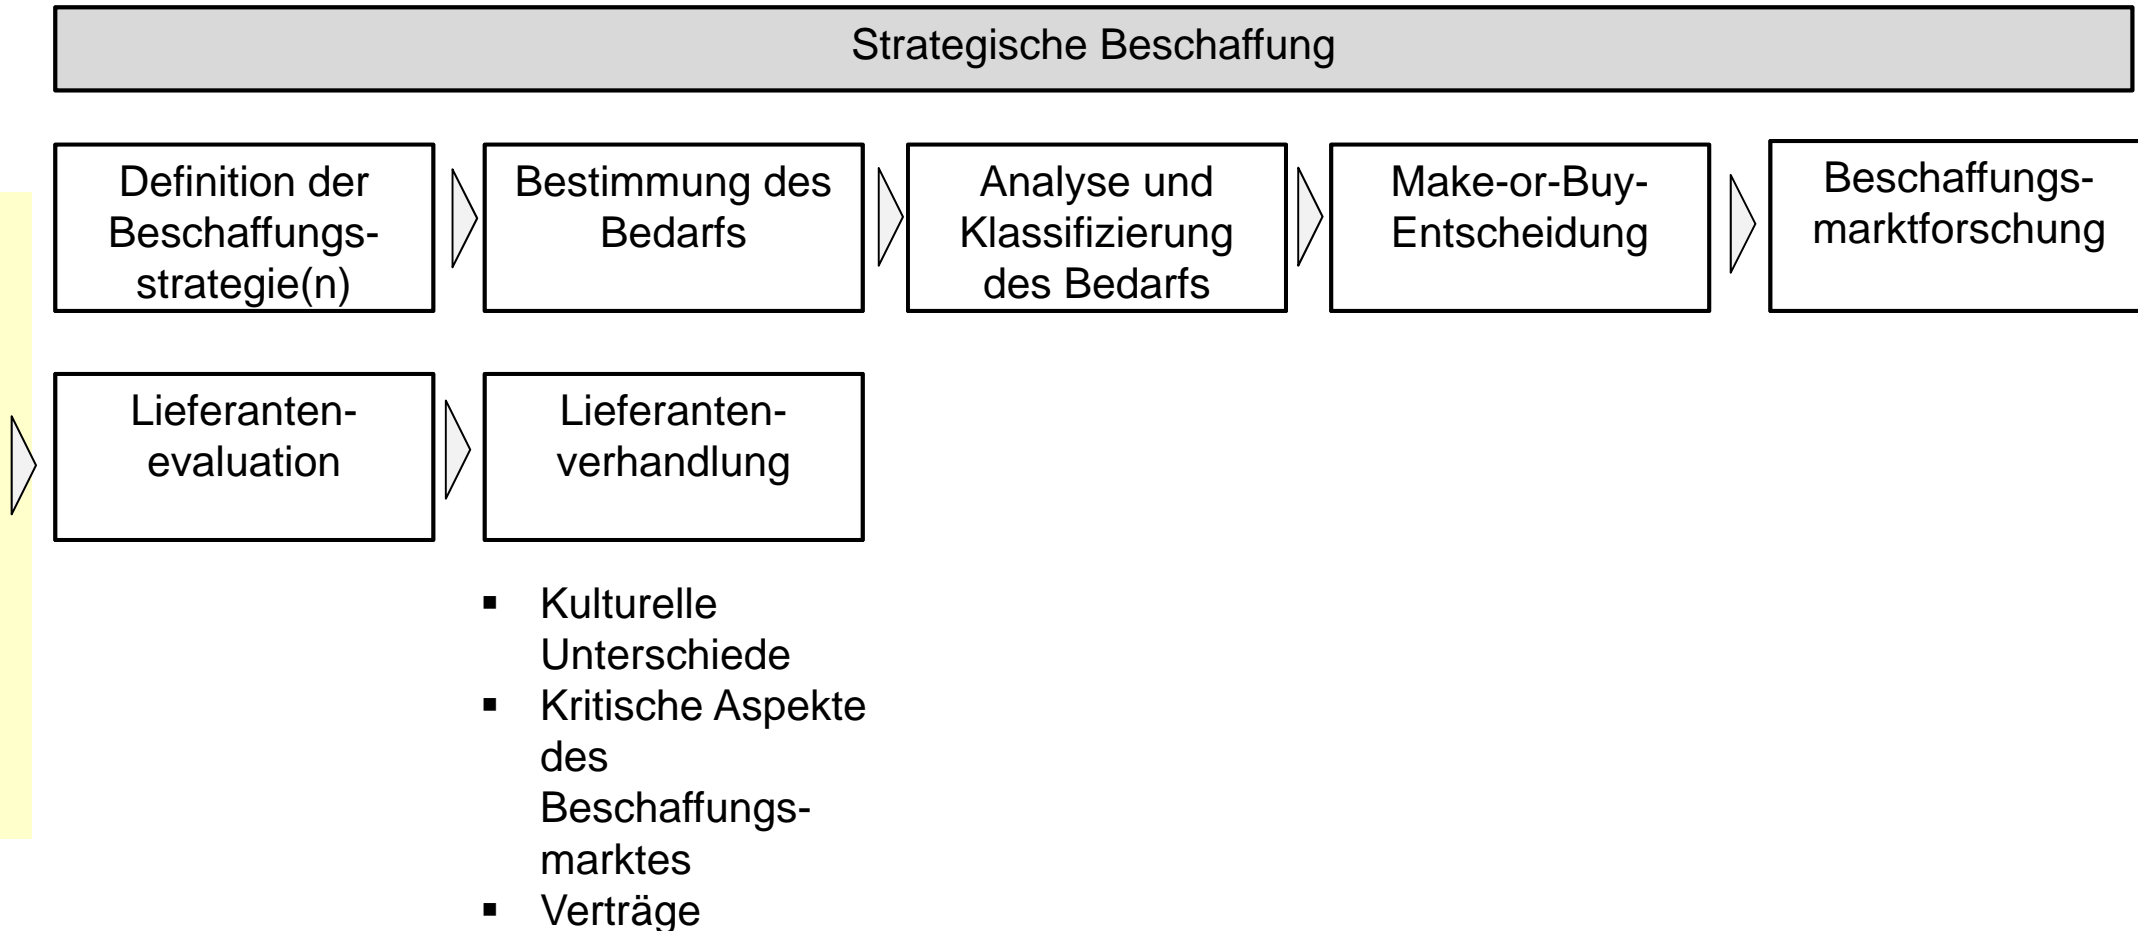 Strategische Beschaffung
Definition der
Beschaffungs-
strategie(n)
Bestimmung des
Bedarfs
Analyse und
Klassifizierung
des Bedarfs
Make-or-Buy-
Entscheidung
Beschaffungs-
marktforschung
Lieferanten-
evaluation
Lieferanten-
verhandlung
▪ Kulturelle
Unterschiede
▪ Kritische Aspekte
des
Beschaffungs-
marktes
▪ Verträge